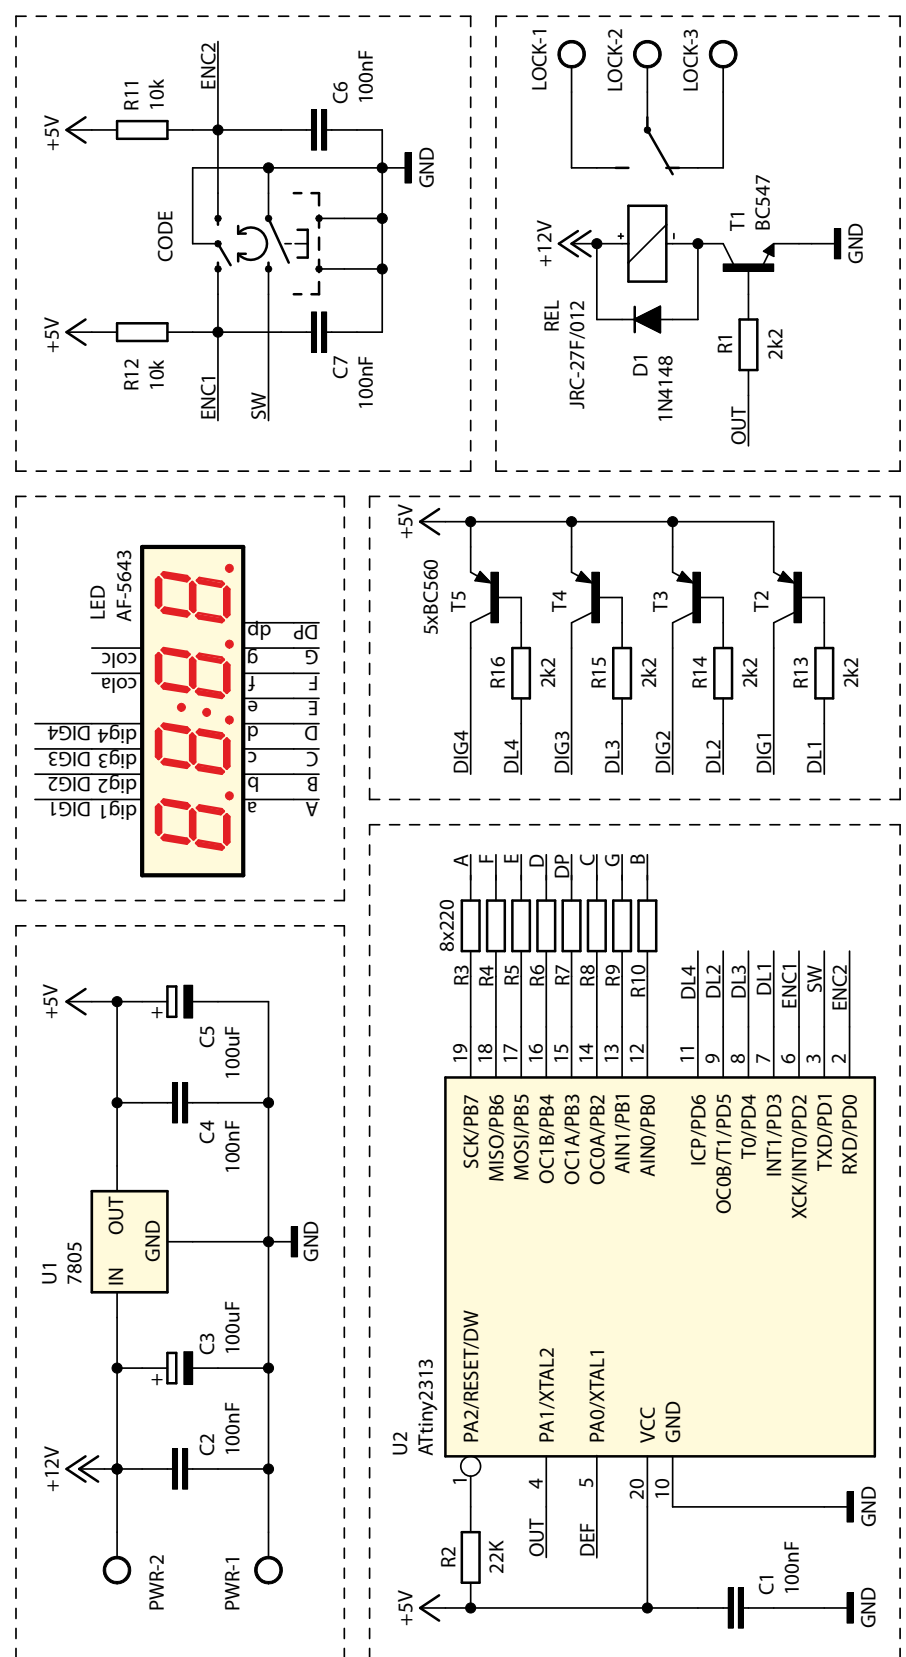 ENC2
R11
10k
+5V
C6
100nF
GND
CODE
+5V
R12
10k
ENC1
SW
C7
100nF
LOCK-1
LOCK-2
LOCK-3
+12V
+
-
T1
BC547
GND
REL
JRC-27F/012
D1
1N4148
R1
2k2
OUT
LED
AF-5643
colc
cola
dig4 DIG4
dig3 DIG3
dig2 DIG2
dig1 DIG1
dp DP
g G
f F
e E
d D
c C
b B
a A
+5V
5xBC560
T5
T4
T3
T2
R16
2k2
R15
2k2
R14
2k2
R13
2k2
DIG4
DL4
DIG3
DL3
DIG2
DL2
DIG1
DL1
+5V
+
C5
100uF
C4
100nF
U1
7805
IN
OUT
GND
GND
+
C3
100uF
C2
100nF
+12V
PWR-2
PWR-1
8x220
A
F
E
D
DP
C
G
B
R3
R4
R5
R6
R7
R8
R9
R10
19
18
17
16
15
14
13
12
DL4
DL2
DL3
DL1
ENC1
SW
ENC2
11
9
8
7
6
3
2
SCK/PB7
MISO/PB6
MOSI/PB5
OC1B/PB4
OC1A/PB3
OC0A/PB2
AIN1/PB1
AIN0/PB0
ICP/PD6
OC0B/T1/PD5
T0/PD4
INT1/PD3
XCK/INT0/PD2
TXD/PD1
RXD/PD0
U2
ATtiny2313
PA2/RESET/DW
PA1/XTAL2
PA0/XTAL1
VCC
GND
1
4
5
20
10
OUT
DEF
R2
22K
+5V
C1
100nF
GND
GND